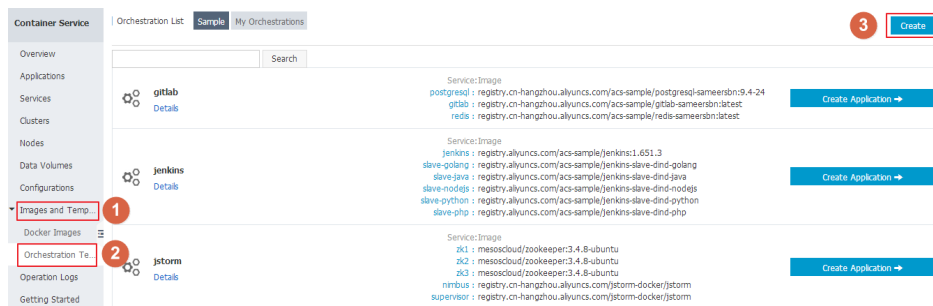 Container Service
Orchestration List Sample My Orchestrations
3 Create
Overview
Applications
Services
Clusters
Nodes
Data Volumes
Configurations
Images and Temp... 1
Docker Images
Orchestration Te... 2
Operation Logs
Getting Started
Search
gitlab
Details
Service:Image
postgresql : registry.cn-hangzhou.aliyuncs.com/acs-sample/postgresql-sameersbn:9.4-24
gitlab : registry.cn-hangzhou.aliyuncs.com/acs-sample/gitlab-sameersbn:latest
redis : registry.cn-hangzhou.aliyuncs.com/acs-sample/redis-sameersbn:latest
Create Application ➔
jenkins
Details
Service:Image
jenkins : registry.aliyuncs.com/acs-sample/jenkins:1.651.3
slave-golang : registry.aliyuncs.com/acs-sample/jenkins-slave-dind-golang
slave-java : registry.aliyuncs.com/acs-sample/jenkins-slave-dind-java
slave-nodejs : registry.aliyuncs.com/acs-sample/jenkins-slave-dind-nodejs
slave-python : registry.aliyuncs.com/acs-sample/jenkins-slave-dind-python
slave-php : registry.aliyuncs.com/acs-sample/jenkins-slave-dind-php
Create Application ➔
jstorm
Details
Service:Image
zk1 : mesoscloud/zookeeper:3.4.8-ubuntu
zk2 : mesoscloud/zookeeper:3.4.8-ubuntu
zk3 : mesoscloud/zookeeper:3.4.8-ubuntu
nimbus : registry.cn-hangzhou.aliyuncs.com/jstorm-docker/jstorm
supervisor : registry.cn-hangzhou.aliyuncs.com/jstorm-docker/jstorm
Create Application ➔